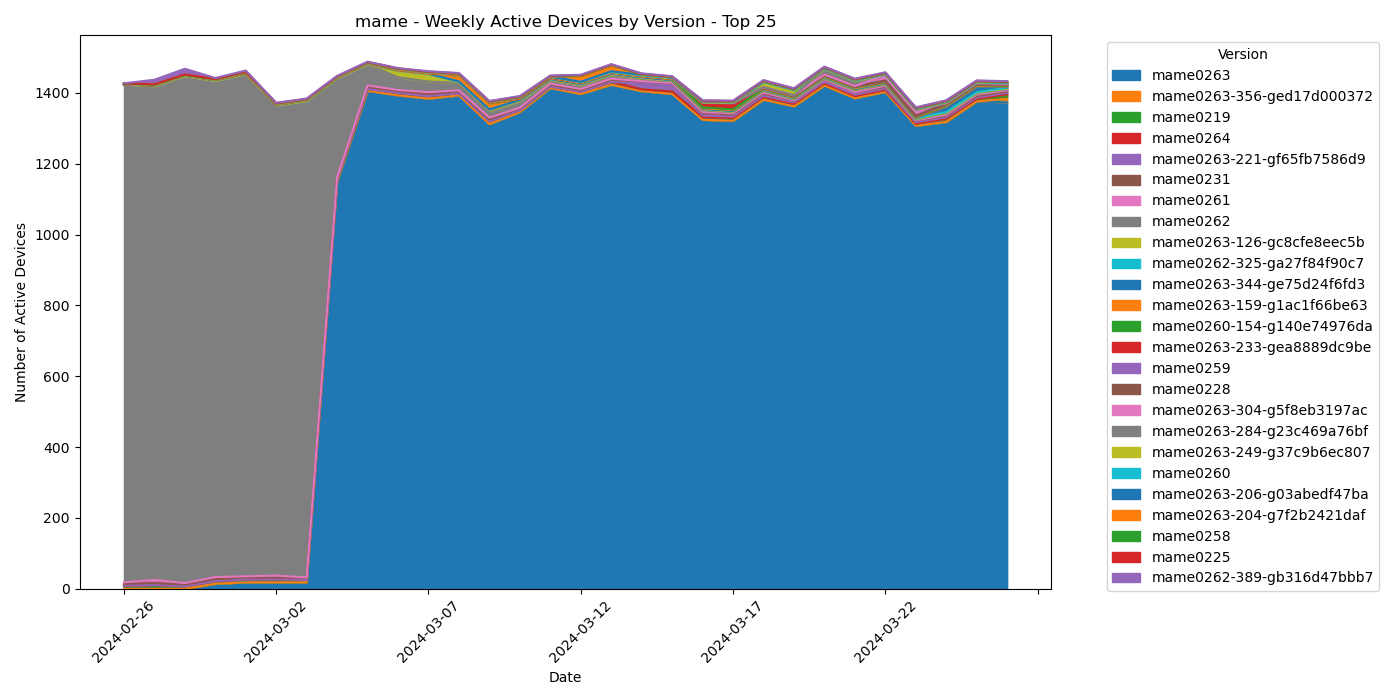 mame - Weekly Active Devices by Version - Top 25
Number of Active Devices
1400
1200
1000
800
600
400
200
0
2024-02-26
2024-03-02
2024-03-07
2024-03-12
2024-03-17
2024-03-22
Date
Version
mame0263
mame0263-356-ged17d000372
mame0219
mame0264
mame0263-221-gf65fb7586d9
mame0231
mame0261
mame0262
mame0263-126-gc8cfe8eec5b
mame0262-325-ga27f84f90c7
mame0263-344-ge75d24f6fd3
mame0263-159-g1ac1f66be63
mame0260-154-g140e74976da
mame0263-233-gea8889dc9be
mame0259
mame0228
mame0263-304-g5f8eb3197ac
mame0263-284-g23c469a76bf
mame0263-249-g37c9b6ec807
mame0260
mame0263-206-g03abedf47ba
mame0263-204-g7f2b2421daf
mame0258
mame0225
mame0262-389-gb316d47bbb7